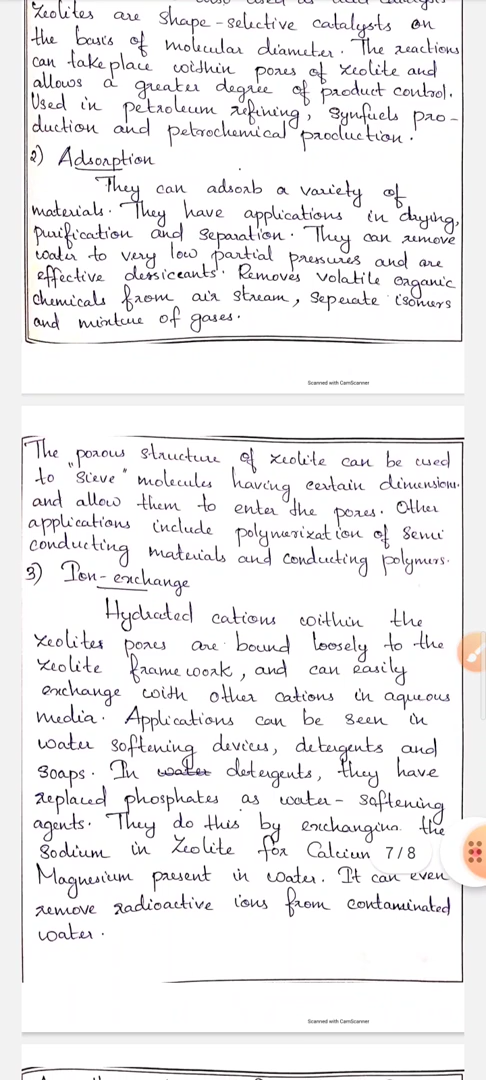 Zeolites are shape-selective catalysts on
the basis of molecular diameter. The reactions
can take place within pores of zeolite and
allows a greater degree of product control.
Used in petroleum refining, synfuels pro-
duction and petrochemical production.
2) Adsorption
They can adsorb a variety of
materials. They have applications in drying,
purification and separation. They can remove
water to very low partial pressures and are
effective dessiccants. Removes volatile organic
chemicals from air stream, seperate isomers
and mixture of gases.
Scanned with CamScanner
The porous structure of zeolite can be used
to "sieve" molecules having certain dimensions
and allow them to enter the pores. Other
applications include polymerization of semi
conducting materials and conducting polymers.
3) Ion-exchange
Hydrated cations within the
zeolites pores are bound loosely to the
zeolite framework, and can easily
exchange with other cations in aqueous
media. Applications can be seen in
water softening devices, detergents and
soaps. In water detergents, they have
replaced phosphates as water-softening
agents. They do this by exchanging the
Sodium in Zeolite for Calcium 7/8
Magnesium present in water. It can even
remove radioactive ions from contaminated
water.
Scanned with CamScanner